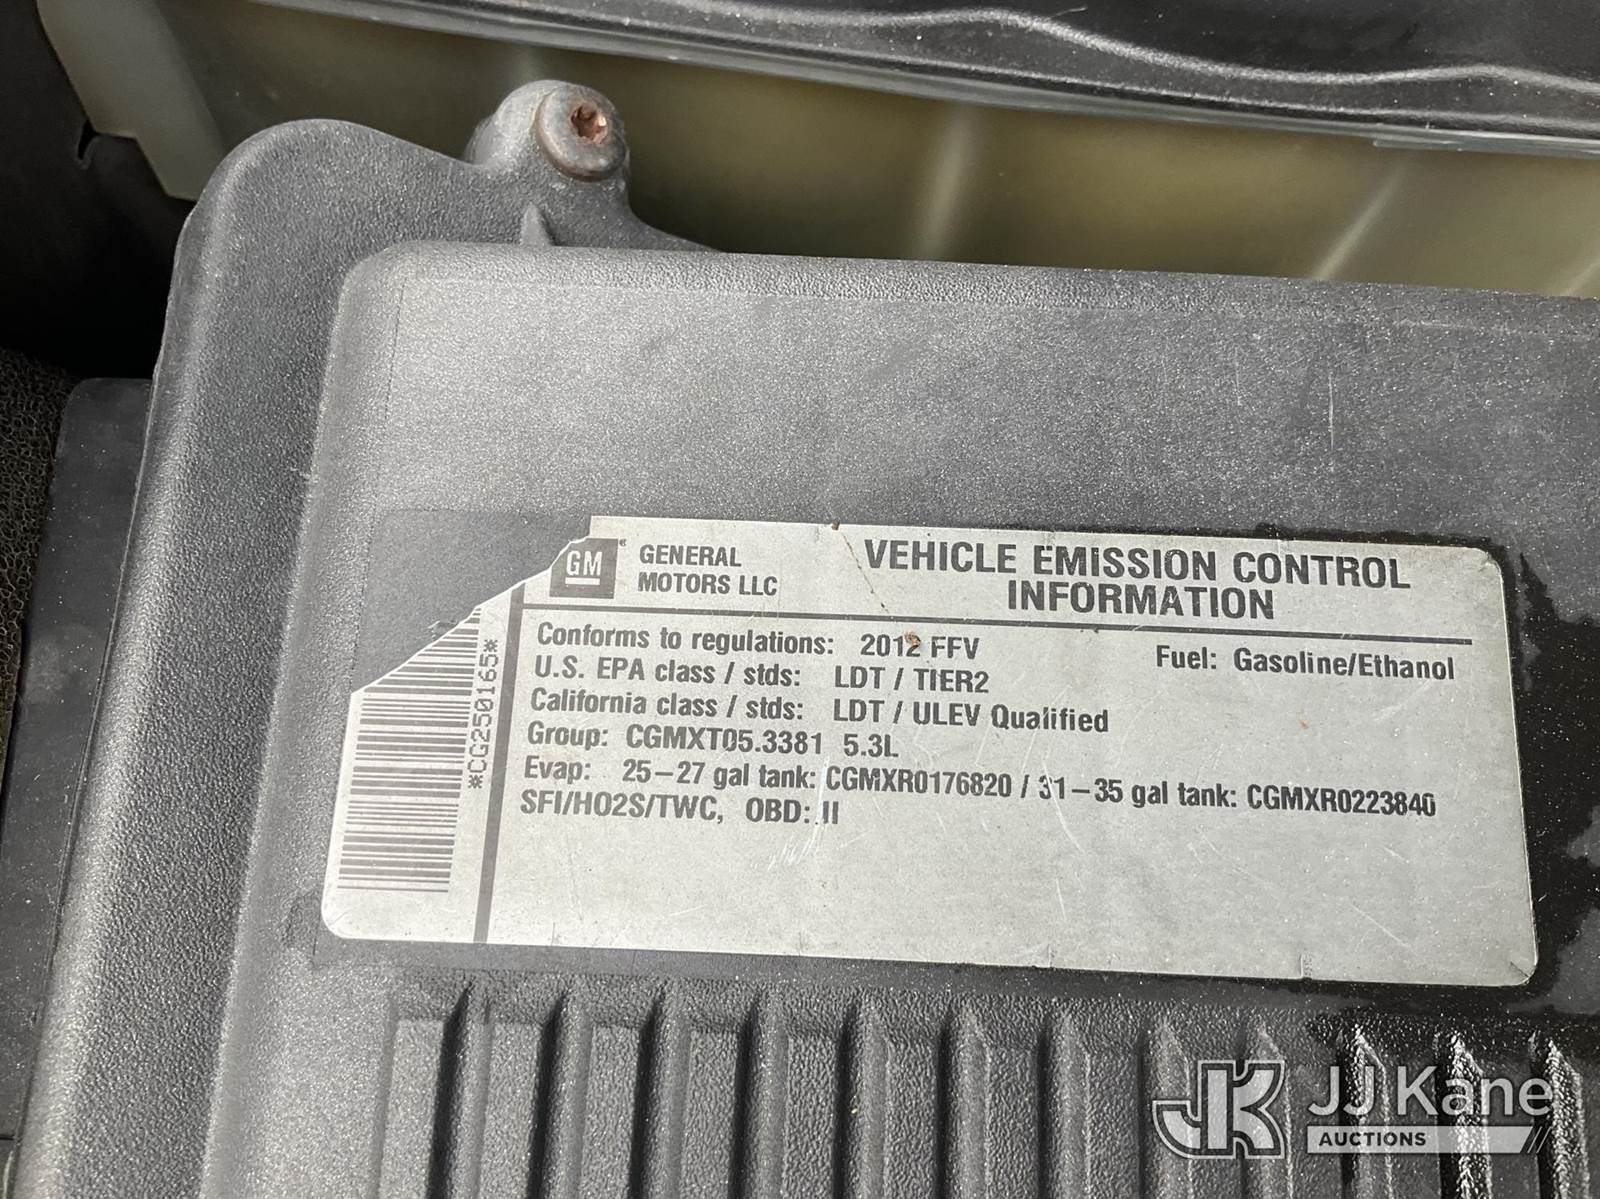 GM
GENERAL
MOTORS LLC
VEHICLE EMISSION CONTROL
INFORMATION
Conforms to regulations: 2012 FFV
Fuel: Gasoline/Ethanol
U.S. EPA class / stds: LDT / TIER2
California class / stds: LDT / ULEV Qualified
Group: CGMXT05.3381 5.3L
Evap: 25-27 gal tank: CGMXR0176820 / 31-35 gal tank: CGMXR0223840
SFI/HO2S/TWC, OBD: II
*CG250165*
JK JJ Kane
AUCTIONS